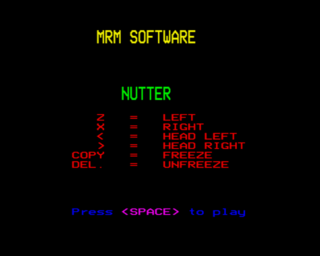 MRM SOFTWARE
NUTTER
Z = LEFT
X = RIGHT
< = HEAD LEFT
> = HEAD RIGHT
COPY = FREEZE
DEL. = UNFREEZE
Press <SPACE> to play